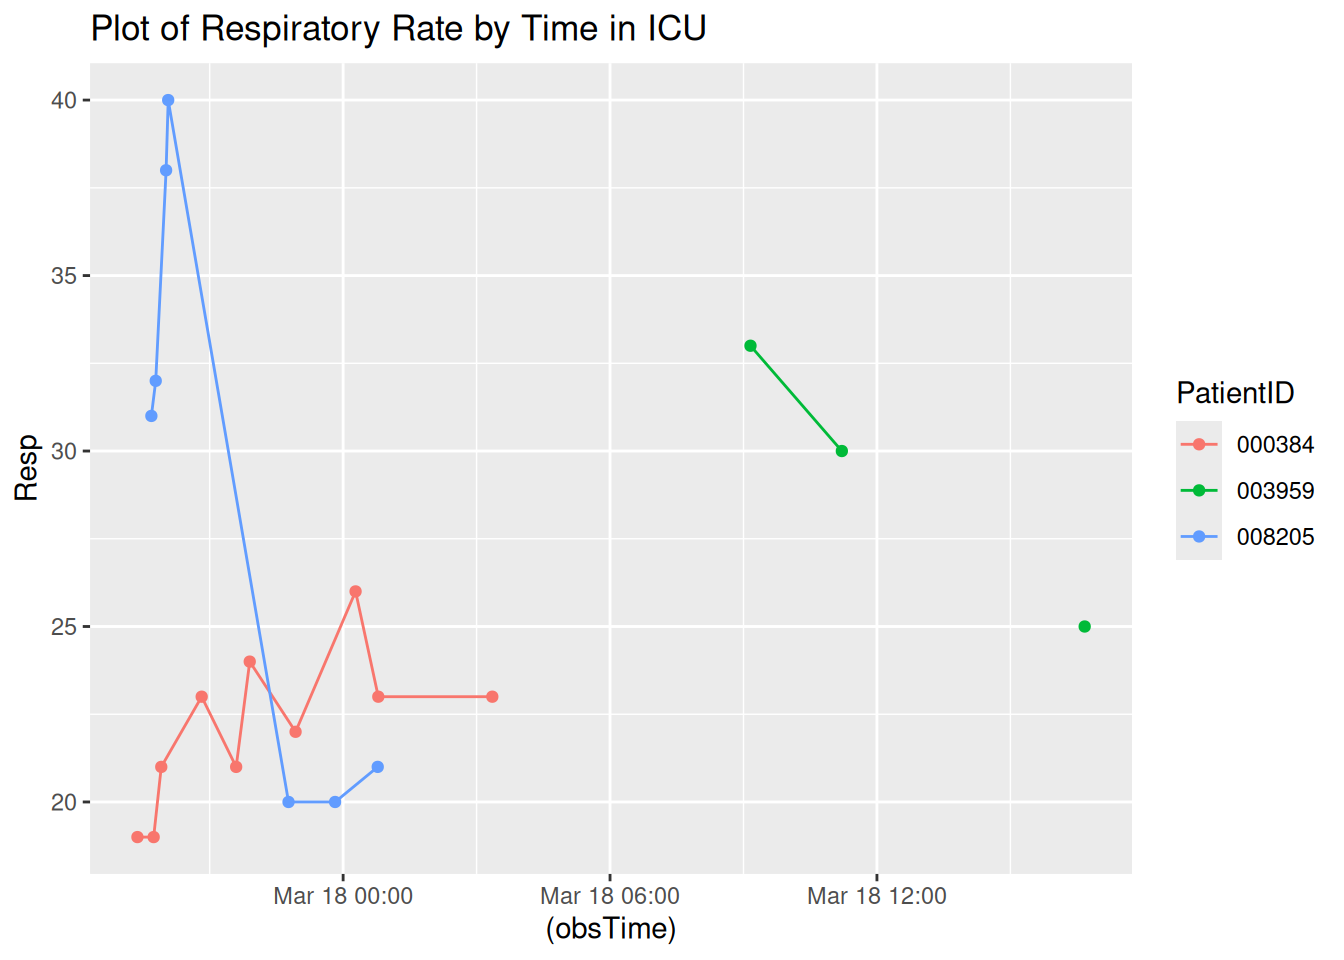 Plot of Respiratory Rate by Time in ICU
40
35
30
25
20
Resp
Mar 18 00:00
Mar 18 06:00
Mar 18 12:00
(obsTime)
PatientID
000384
003959
008205